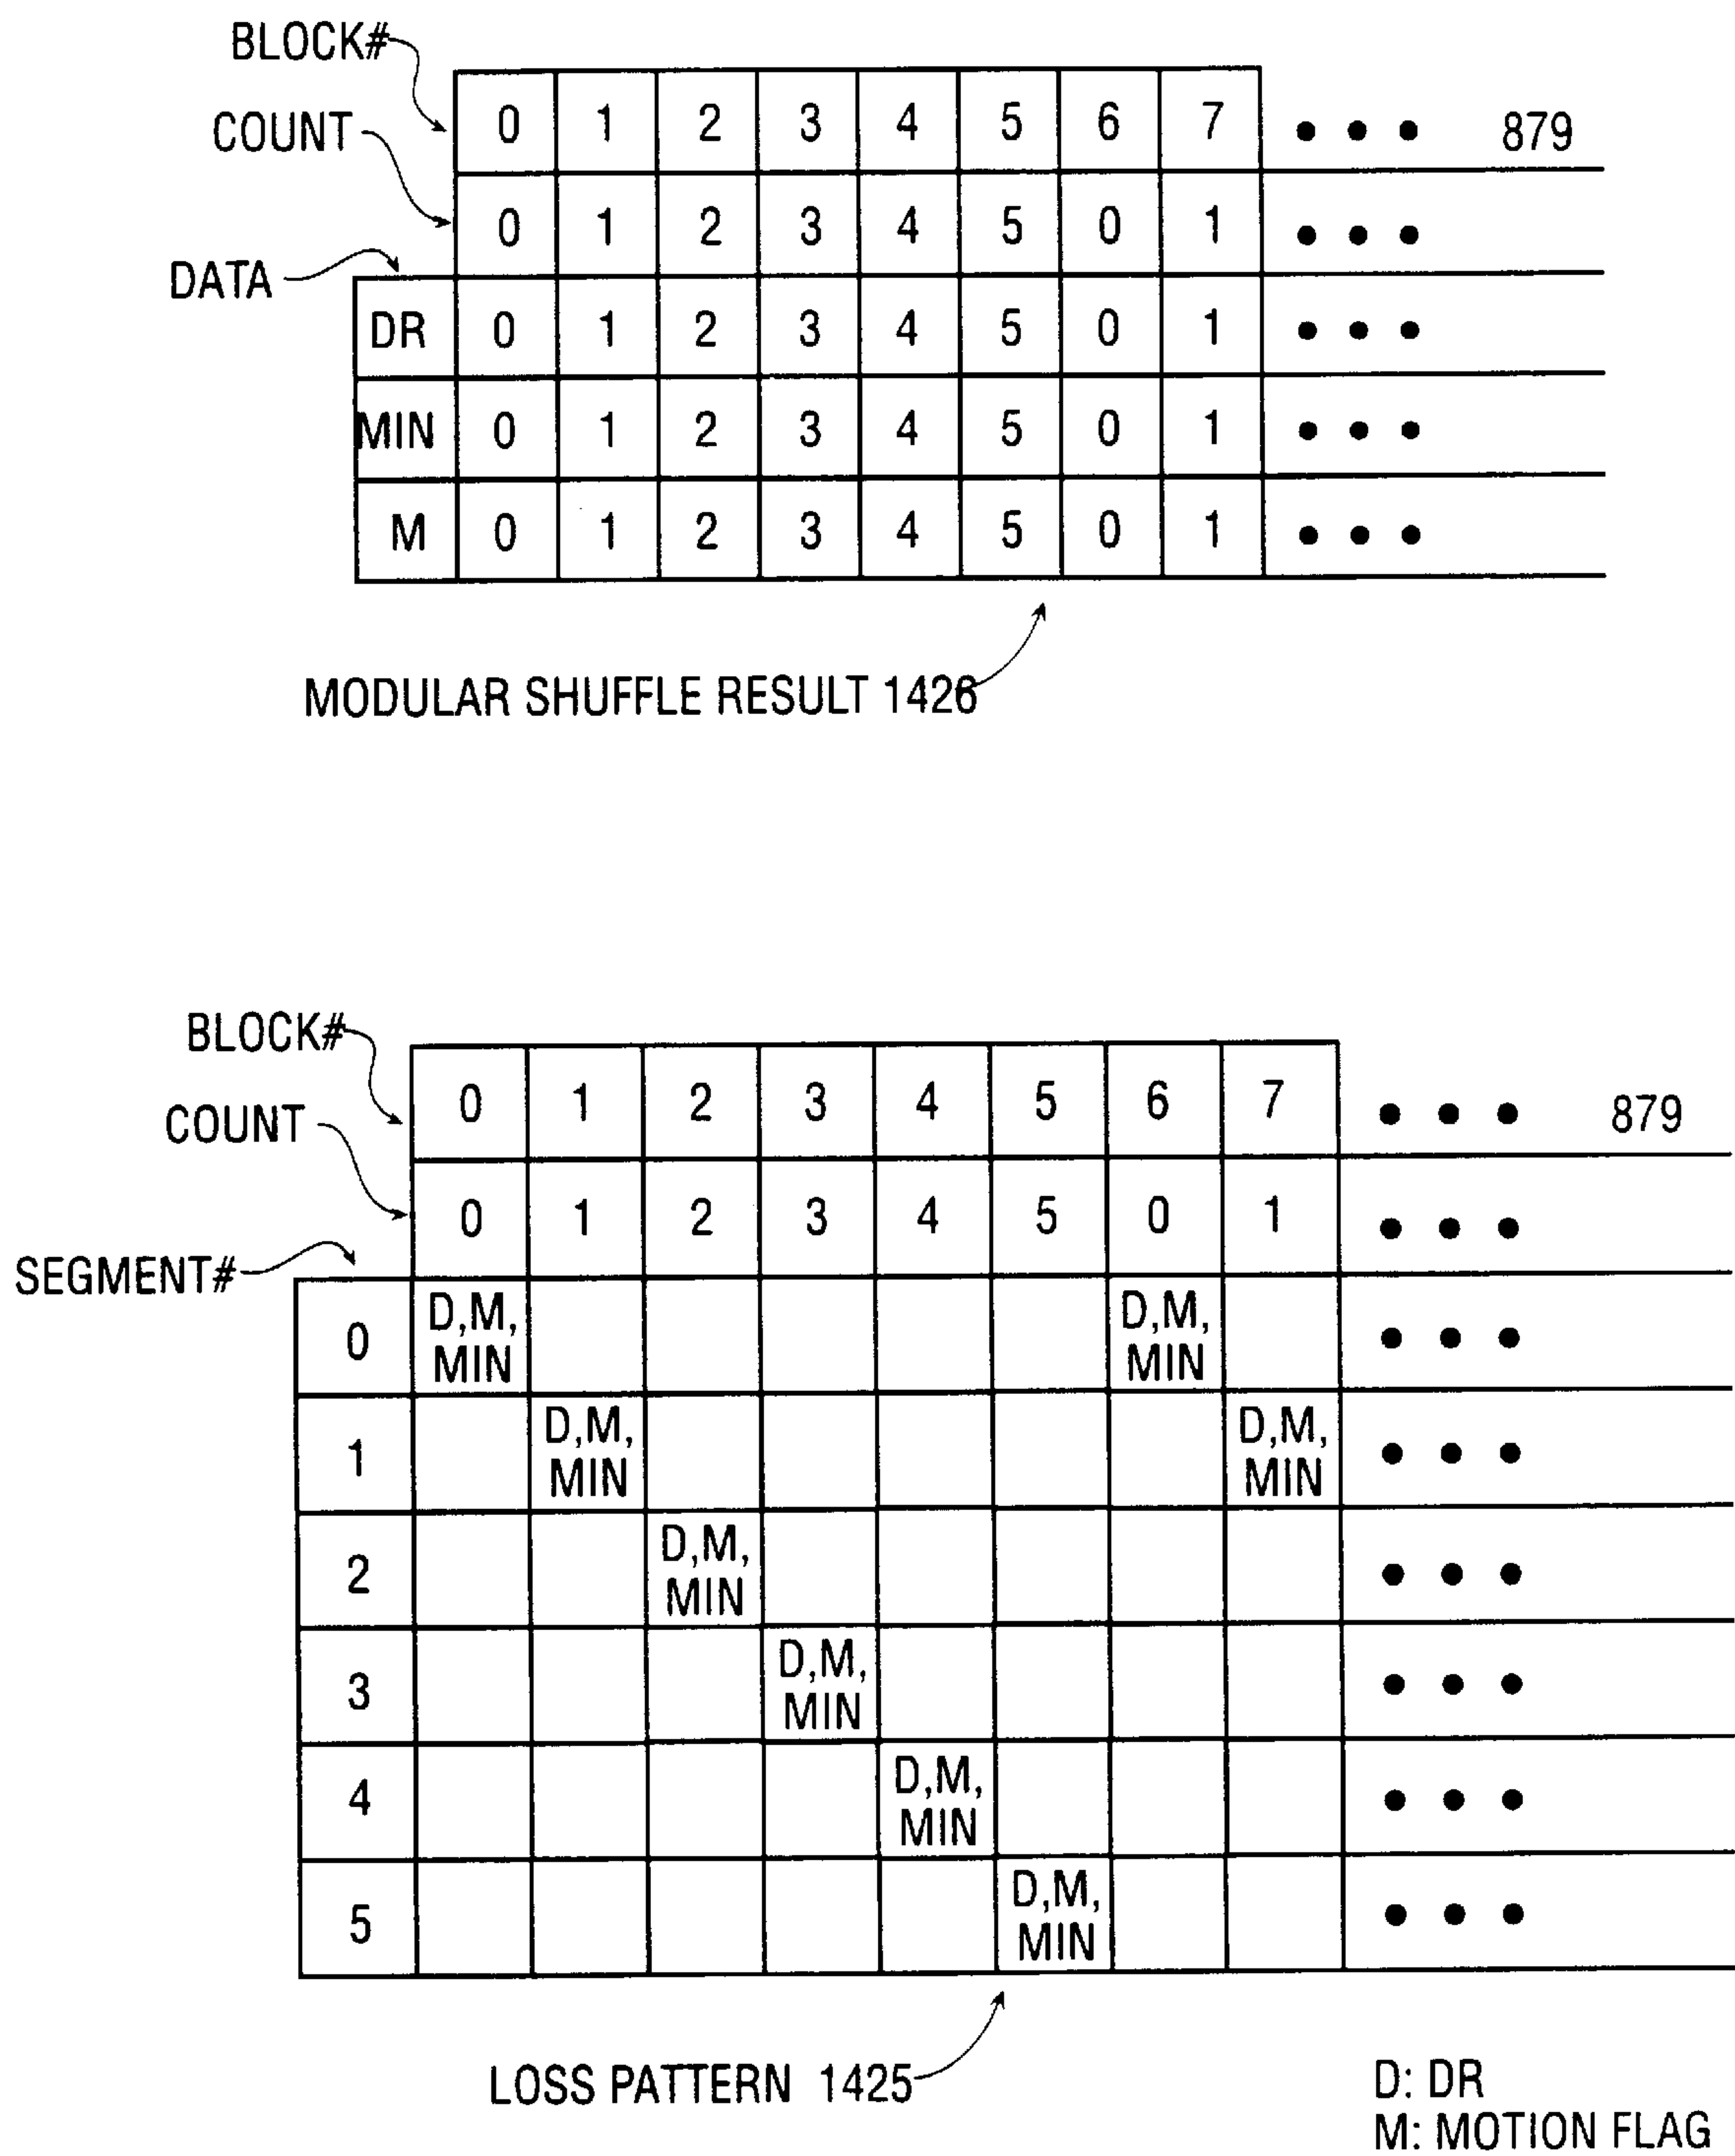 BLOCK#
0 1 2 3 4 5 6 7 • • • 879
COUNT
0 1 2 3 4 5 0 1 • • •
DATA
DR 0 1 2 3 4 5 0 1 • • •
MIN 0 1 2 3 4 5 0 1 • • •
M 0 1 2 3 4 5 0 1 • • •
MODULAR SHUFFLE RESULT 1426
BLOCK#
0 1 2 3 4 5 6 7 • • • 879
COUNT
0 1 2 3 4 5 0 1 • • •
SEGMENT#
0 D,M, MIN D,M, MIN • • •
1 D,M, MIN D,M, MIN • • •
2 D,M, MIN • • •
3 D,M, MIN • • •
4 D,M, MIN • • •
5 D,M, MIN • • •
LOSS PATTERN 1425
D: DR
M: MOTION FLAG